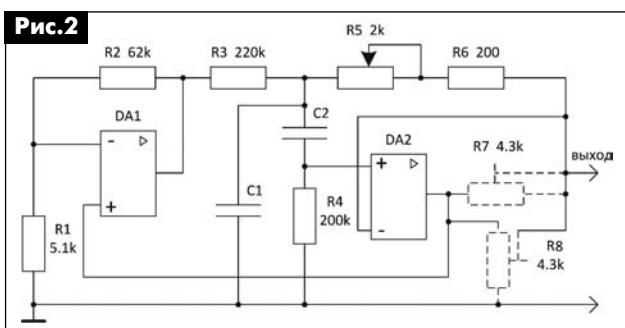 Рис.2
R5 2k
R2 62k
R3 220k
R6 200
DA1
C2
DA2
R7 4.3k
выход
-
+
C1
R4
200k
+
-
R1
5.1k
R8
4.3k